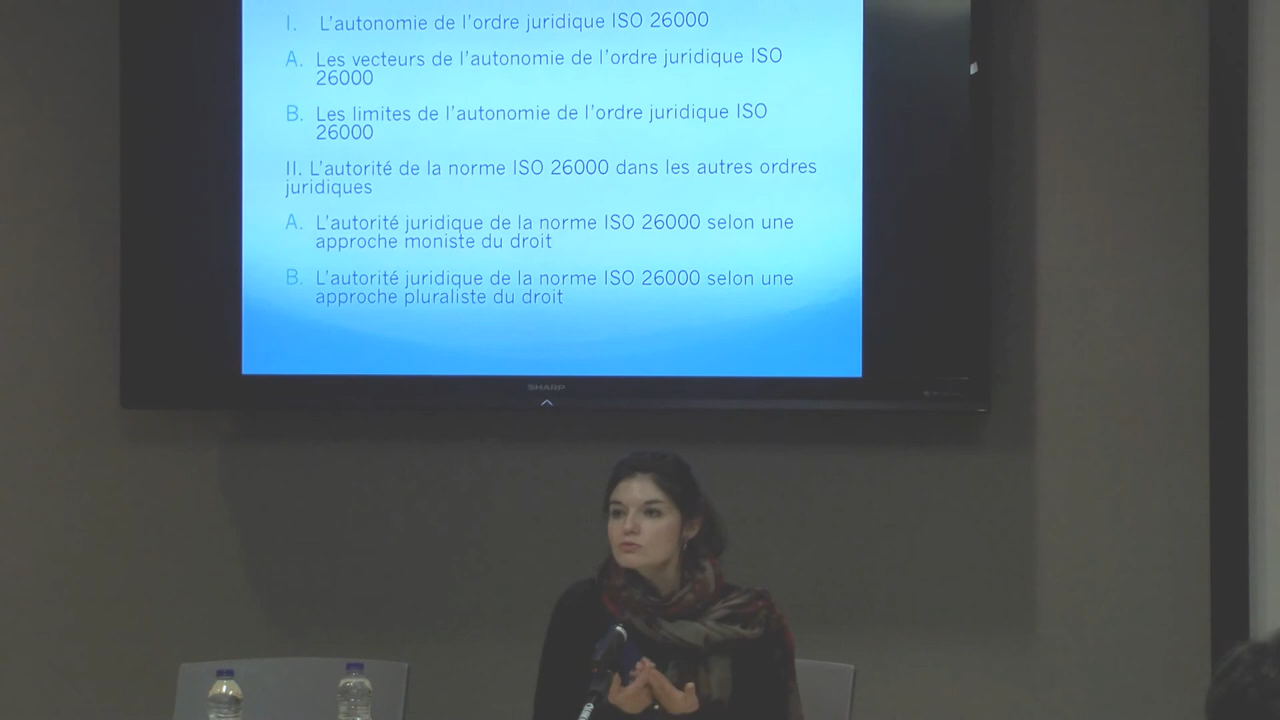 I. L'autonomie de l'ordre juridique ISO 26000
A. Les vecteurs de l'autonomie de l'ordre juridique ISO
26000
B. Les limites de l'autonomie de l'ordre juridique ISO
26000
II. L'autorité de la norme ISO 26000 dans les autres ordres
juridiques
A. L'autorité juridique de la norme ISO 26000 selon une
approche moniste du droit
B. L'autorité juridique de la norme ISO 26000 selon une
approche pluraliste du droit
SHARP